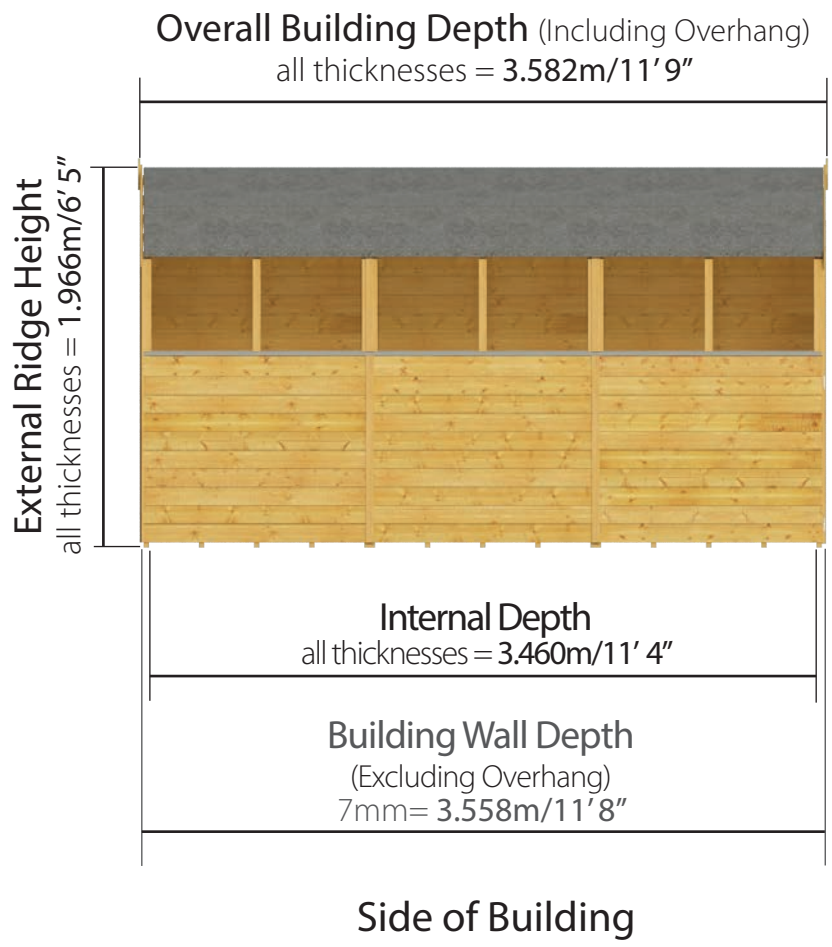 Overall Building Depth (Including Overhang)
all thicknesses = 3.582m/11’ 9”
External Ridge Height
all thicknesses = 1.966m/6’ 5”
Internal Depth
all thicknesses = 3.460m/11’ 4”
Building Wall Depth
(Excluding Overhang)
7mm= 3.558m/11’ 8”
Side of Building